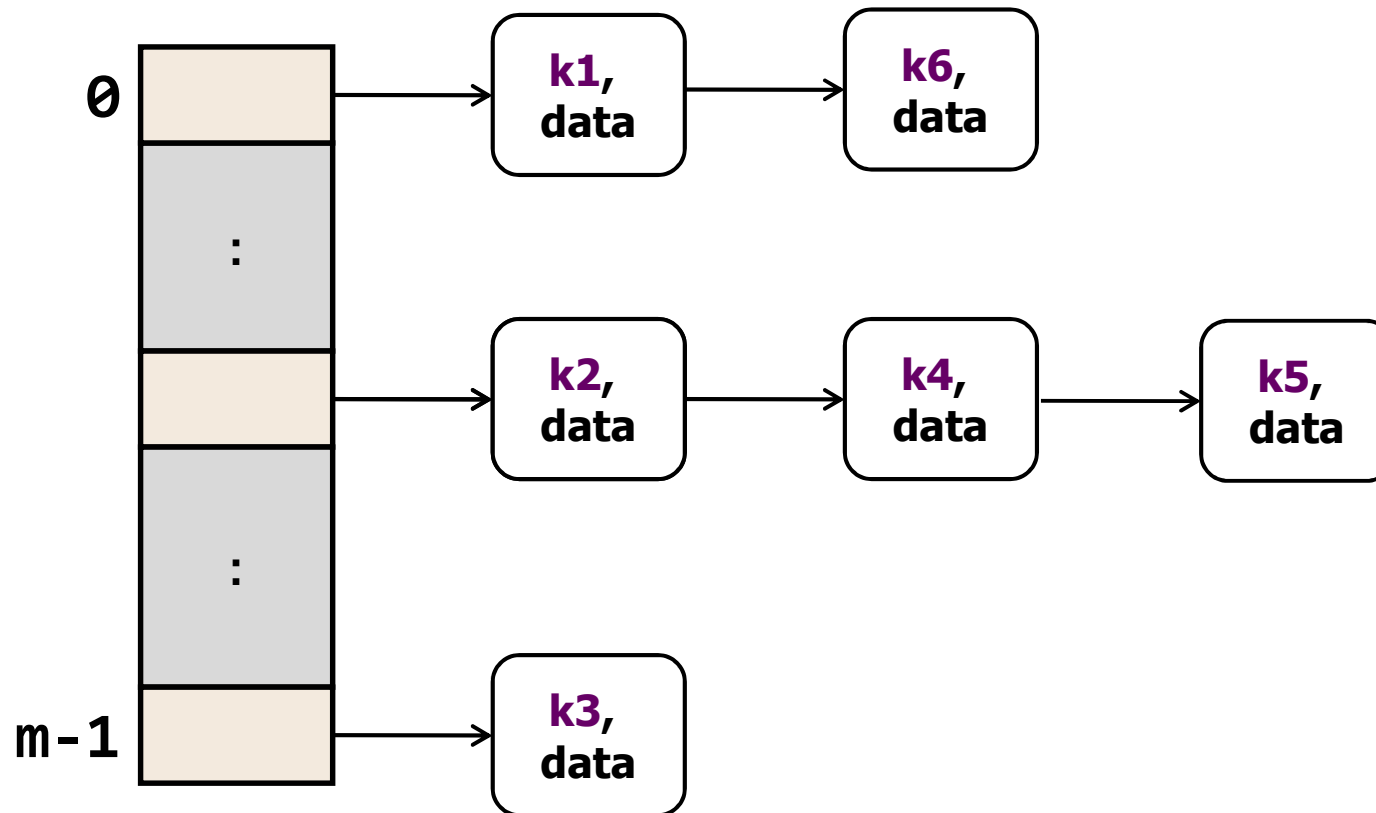 0
k1,
data
k6,
data
:
k2,
data
k4,
data
k5,
data
:
m-1
k3,
data